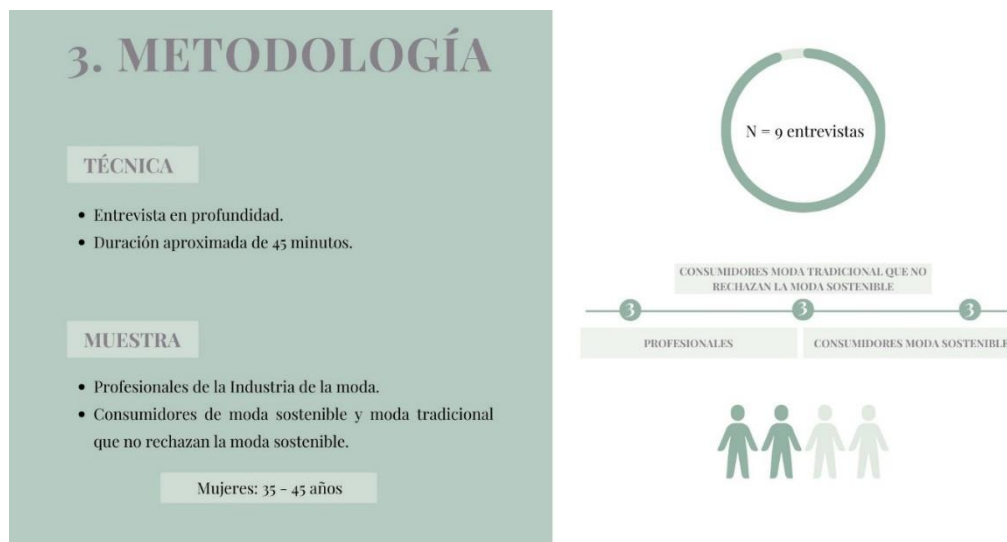 3. METODOLOGÍA
TÉCNICA
• Entrevista en profundidad.
• Duración aproximada de 45 minutos.
MUESTRA
• Profesionales de la Industria de la moda.
• Consumidores de moda sostenible y moda tradicional
que no rechazan la moda sostenible.
Mujeres: 35 - 45 años
N = 9 entrevistas
CONSUMIDORES MODA TRADICIONAL QUE NO
RECHAZAN LA MODA SOSTENIBLE
3 3 3
PROFESIONALES CONSUMIDORES MODA SOSTENIBLE